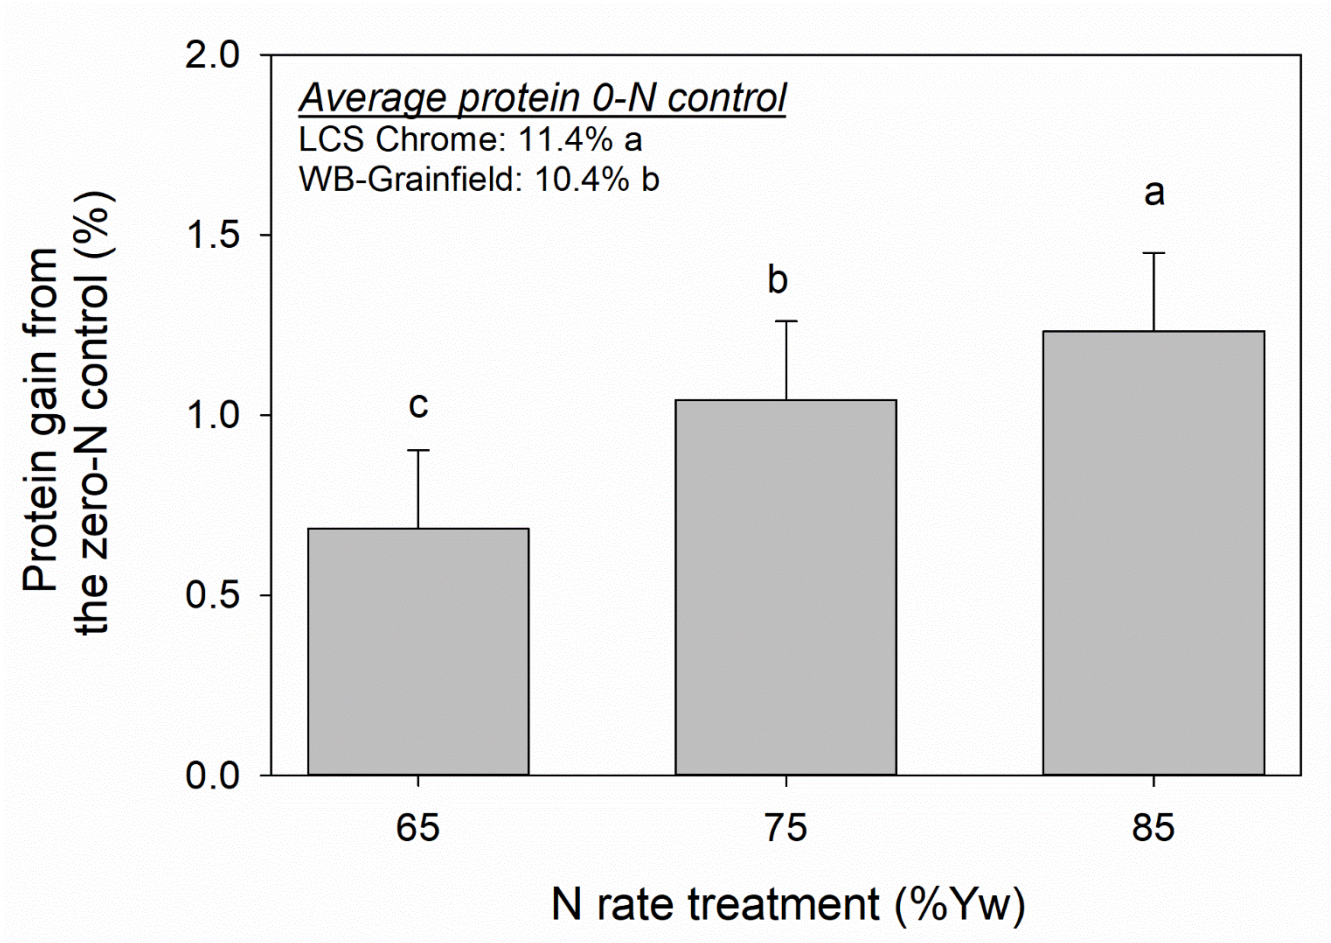 Protein gain from
the zero-N control (%)
2.0
1.5
1.0
0.5
0.0
Average protein 0-N control
LCS Chrome: 11.4% a
WB-Grainfield: 10.4% b
c
b
a
65
75
85
N rate treatment (%Yw)